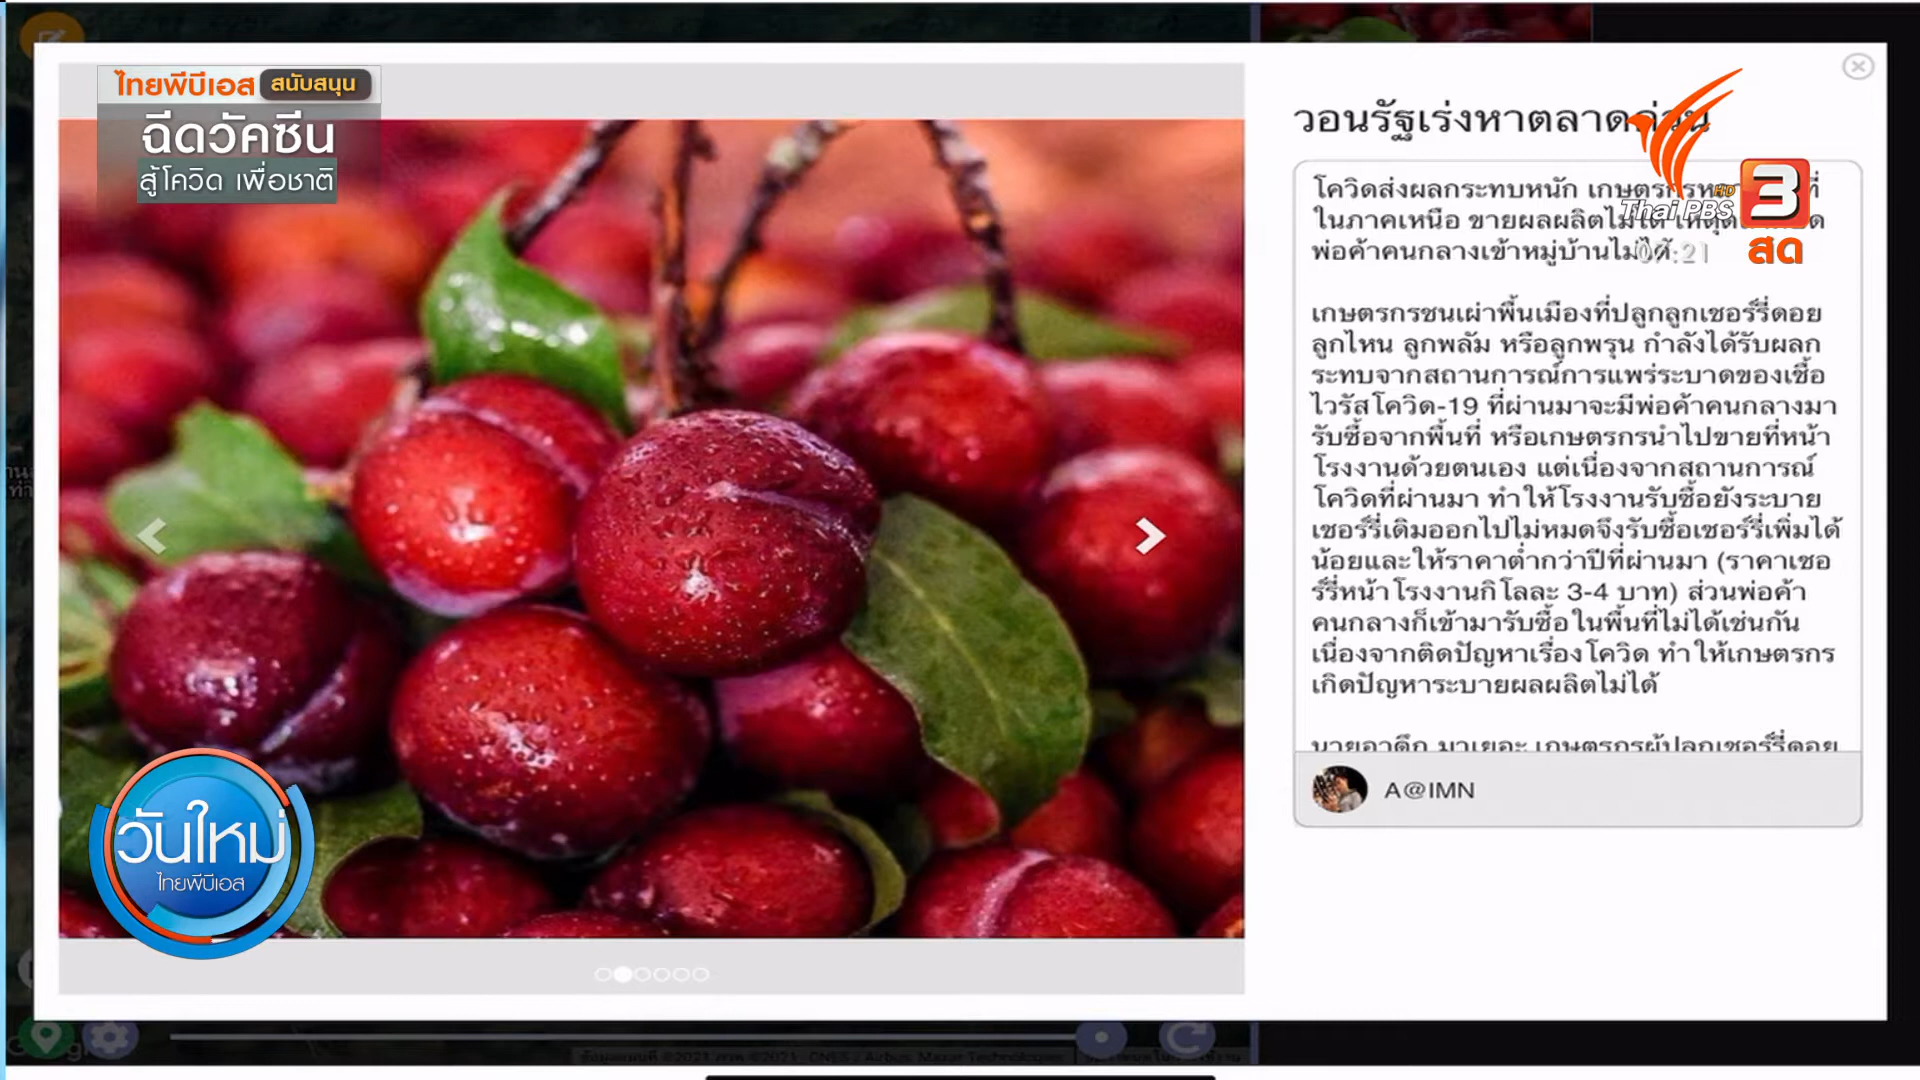 ไทยพีบีเอส สนับสนุน
ฉีดวัคซีน
สู้โควิด เพื่อชาติ
วอนรัฐเร่งหาตลาดด่วน
Thai PBS HD 3
07:21 สด
โควิดส่งผลกระทบหนัก
ในภาคเหนือ ขายผลผลิตไม่ได้
พ่อค้าคนกลางเข้าหมู่บ้านไม่ได้
เกษตรกรชนเผ่าพื้นเมืองที่ปลูกลูกเชอร์รี่ดอย
ลูกไหน ลูกพลัม หรือลูกพรุน กำลังได้รับผลก
ระทบจากสถานการณ์การแพร่ระบาดของเชื้อ
ไวรัสโควิด-19 ที่ผ่านมาจะมีพ่อค้าคนกลางมา
รับซื้อจากพื้นที่ หรือเกษตรกรนำไปขายที่หน้า
โรงงานด้วยตนเอง แต่เนื่องจากสถานการณ์
โควิดที่ผ่านมา ทำให้โรงงานรับซื้อยังระบาย
เชอร์รี่เดิมออกไปไม่หมดจึงรับซื้อเชอร์รี่เพิ่มได้
น้อยและให้ราคาต่ำกว่าปีที่ผ่านมา (ราคาเชอ
ร์รี่หน้าโรงงานกิโลละ 3-4 บาท) ส่วนพ่อค้า
คนกลางก็เข้ามารับซื้อในพื้นที่ไม่ได้เช่นกัน
เนื่องจากติดปัญหาเรื่องโควิด ทำให้เกษตรกร
เกิดปัญหาระบายผลผลิตไม่ได้
A@IMN
วันใหม่
ไทยพีบีเอส